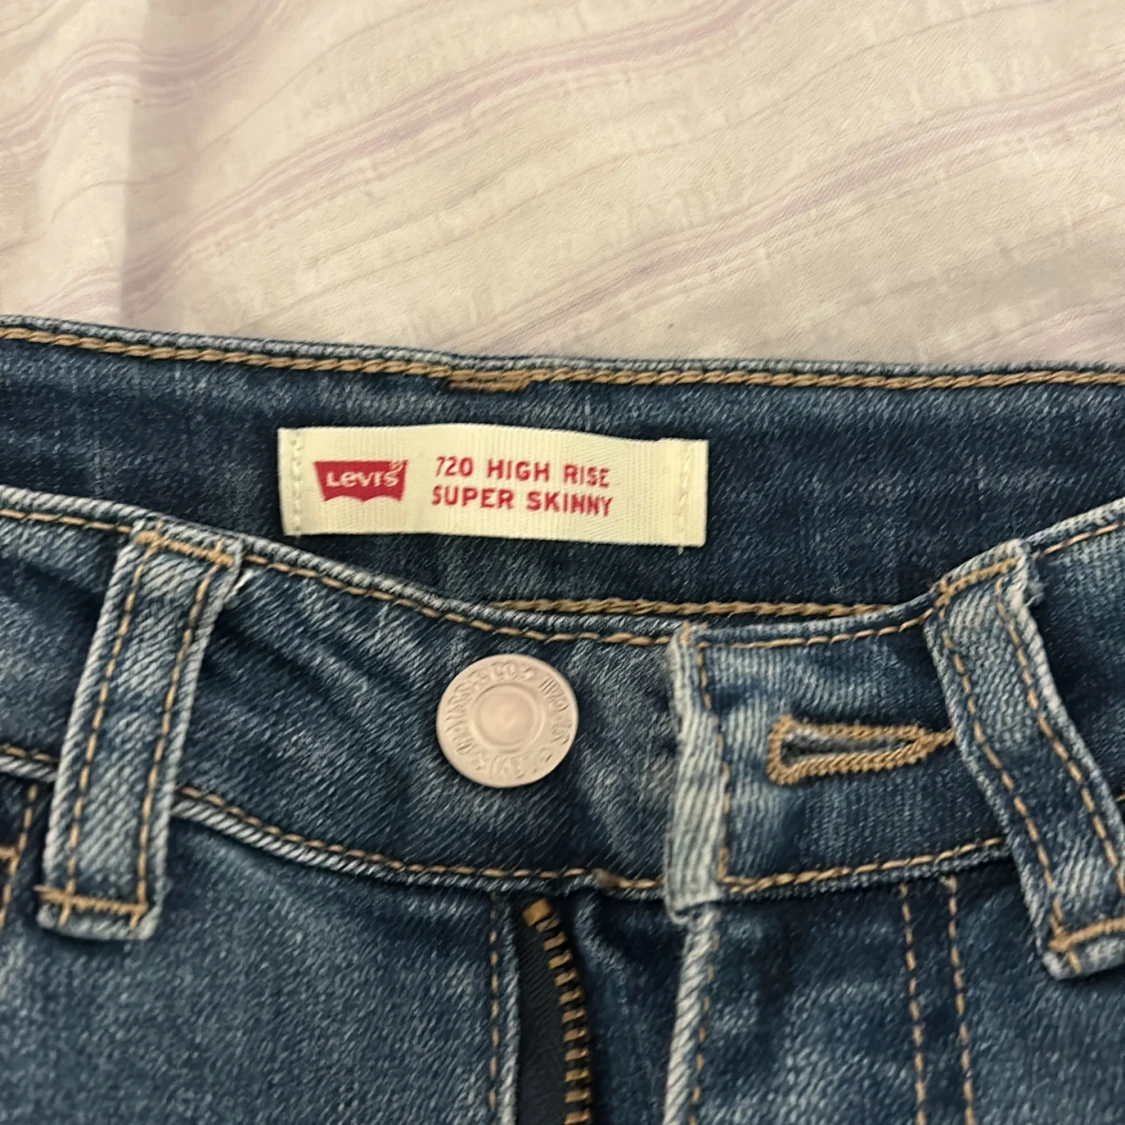 Levi's
720 HIGH RISE
SUPER SKINNY